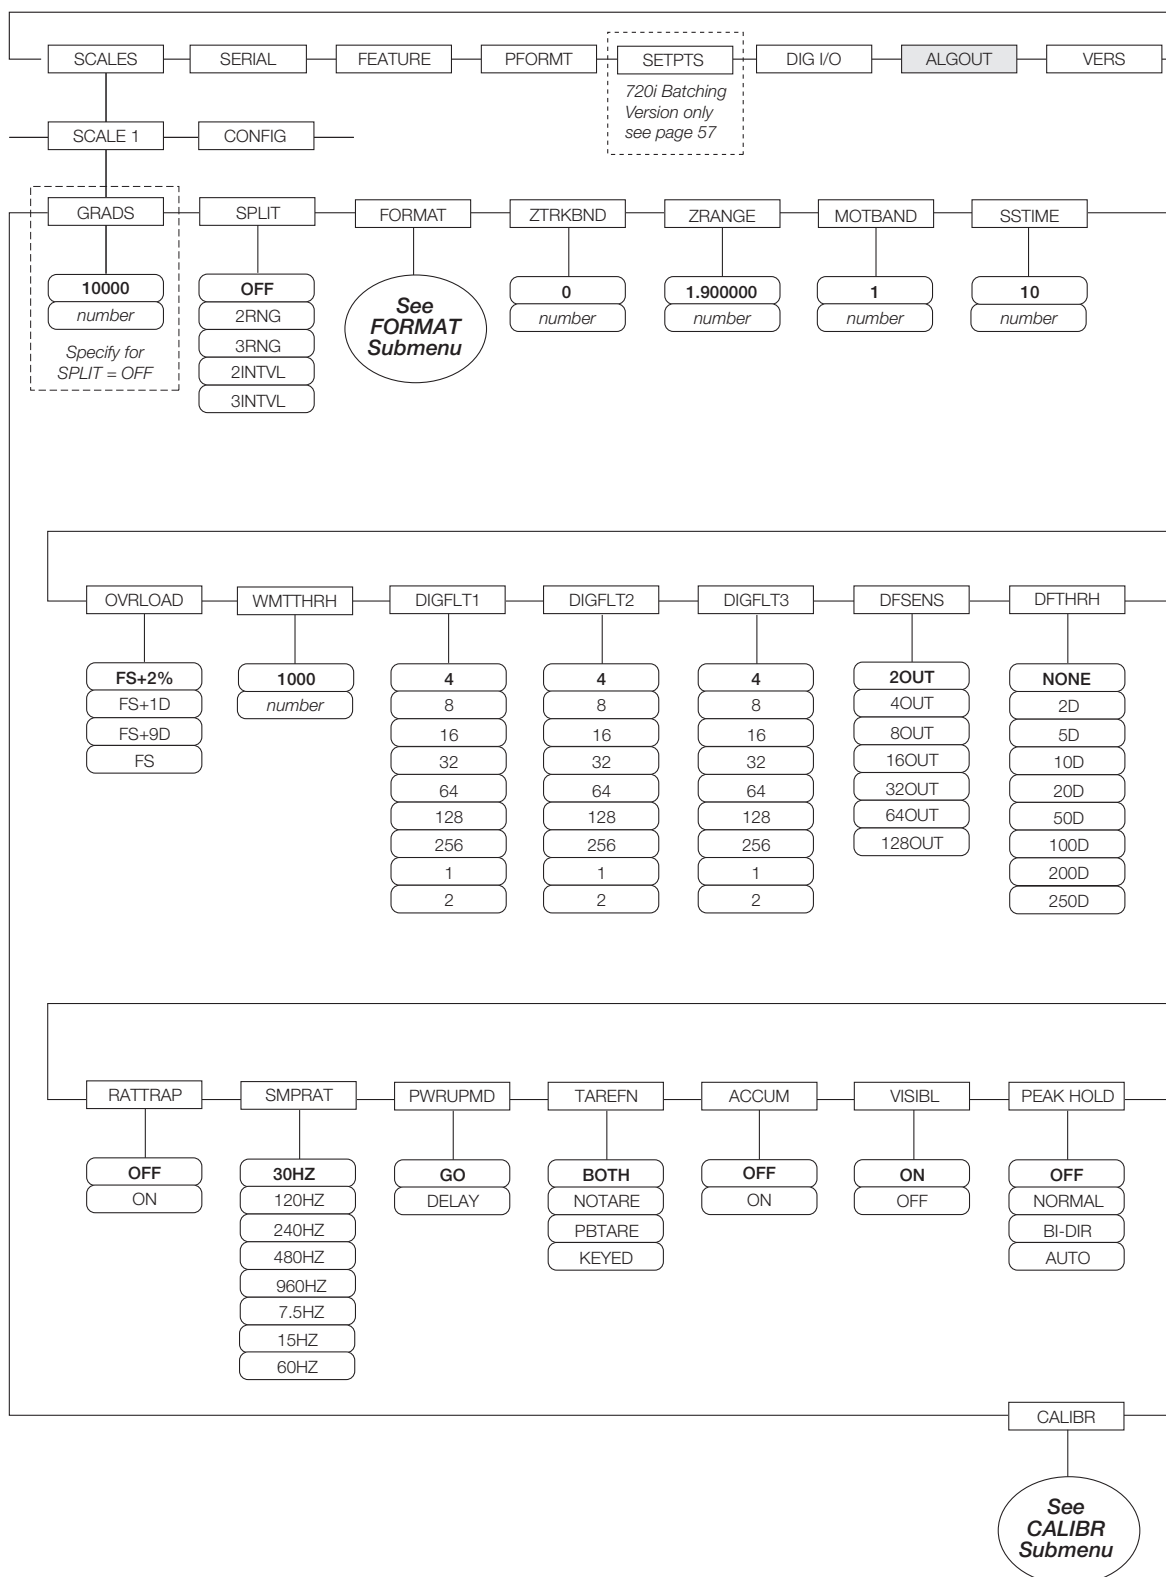 SCALES SERIAL FEATURE PFORMT SETPTS DIG I/O ALGOUT VERS
720i Batching
Version only
see page 57
SCALE 1 CONFIG
GRADS SPLIT FORMAT ZTRKBND ZRANGE MOTBAND SSTIME
10000
number
Specify for
SPLIT = OFF
OFF
2RNG
3RNG
2INTVL
3INTVL
See
FORMAT
Submenu
0
number
1.900000
number
1
number
10
number
OVRLOAD WMTTHRH DIGFLT1 DIGFLT2 DIGFLT3 DFSENS DFTHRH
FS+2%
FS+1D
FS+9D
FS
1000
number
4
8
16
32
64
128
256
1
2
4
8
16
32
64
128
256
1
2
4
8
16
32
64
128
256
1
2
2OUT
4OUT
8OUT
16OUT
32OUT
64OUT
128OUT
NONE
2D
5D
10D
20D
50D
100D
200D
250D
RATTRAP SMPRAT PWRUPMD TAREFN ACCUM VISIBL PEAK HOLD
OFF
ON
30HZ
120HZ
240HZ
480HZ
960HZ
7.5HZ
15HZ
60HZ
GO
DELAY
BOTH
NOTARE
PBTARE
KEYED
OFF
ON
ON
OFF
OFF
NORMAL
BI-DIR
AUTO
CALIBR
See
CALIBR
Submenu